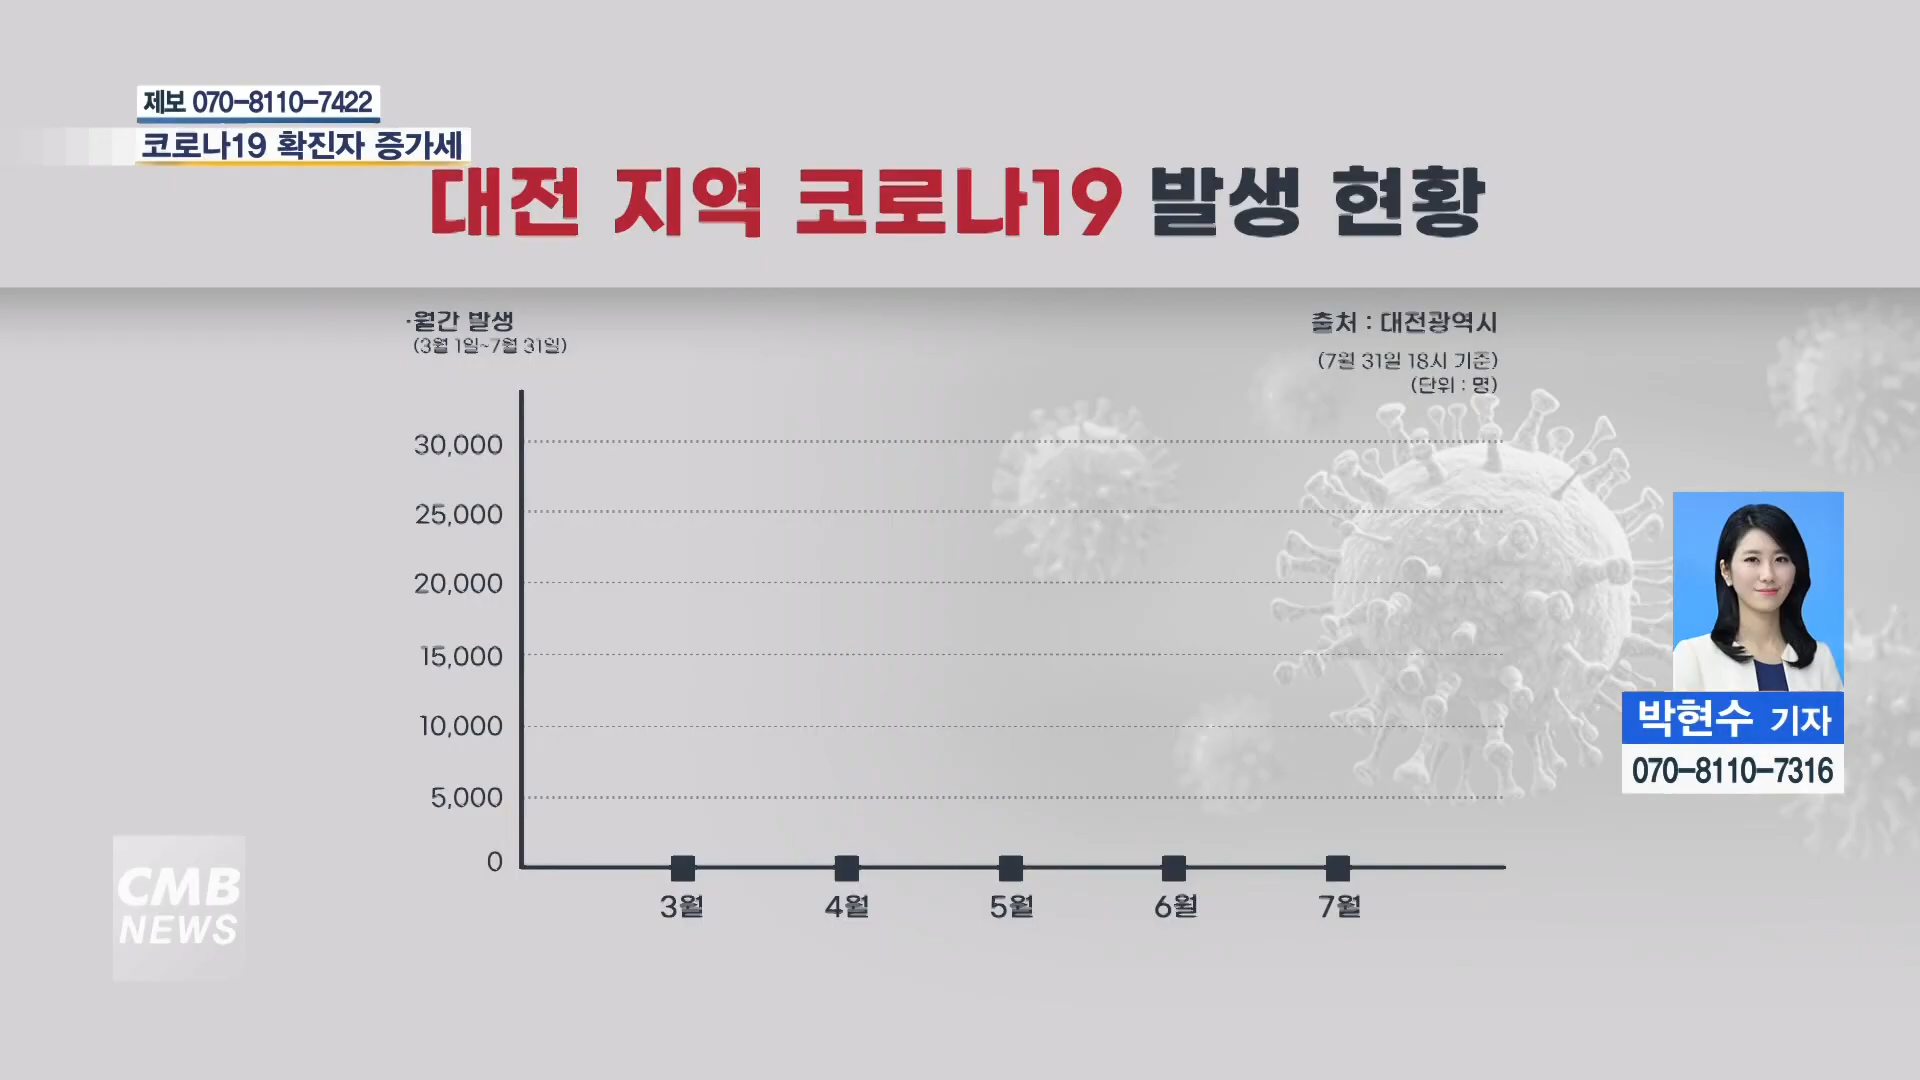 제보 070-8110-7422
코로나19 확진자 증가세
대전 지역 코로나19 발생 현황
·월간 발생
(3월 1일~7월 31일)
출처 : 대전광역시
(7월 31일 18시 기준)
(단위 : 명)
30,000
25,000
20,000
15,000
10,000
5,000
0
3월 4월 5월 6월 7월
박현수 기자
070-8110-7316
CMB
NEWS